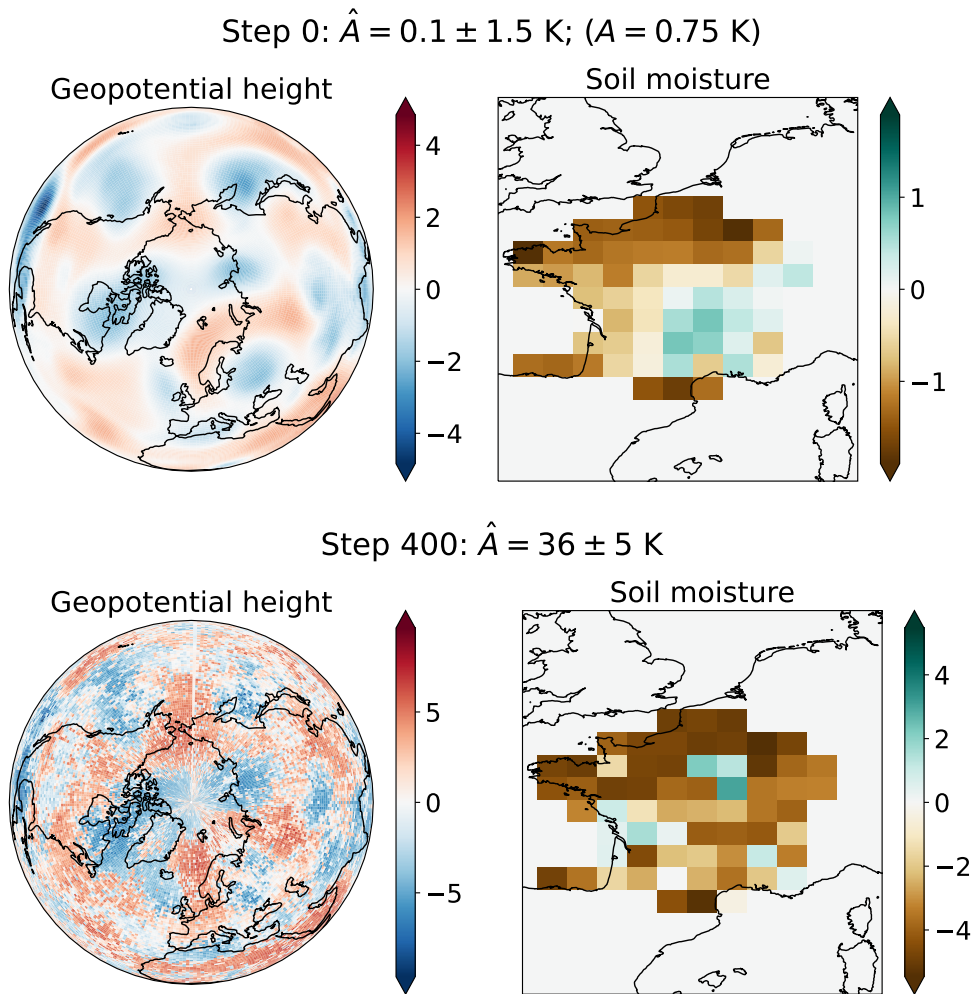 Step 0: Â = 0.1 ± 1.5 K; (A = 0.75 K)
Geopotential height
Soil moisture
4
2
0
−2
−4
1
0
−1
Step 400: Â = 36 ± 5 K
Geopotential height
Soil moisture
5
0
−5
4
2
0
−2
−4